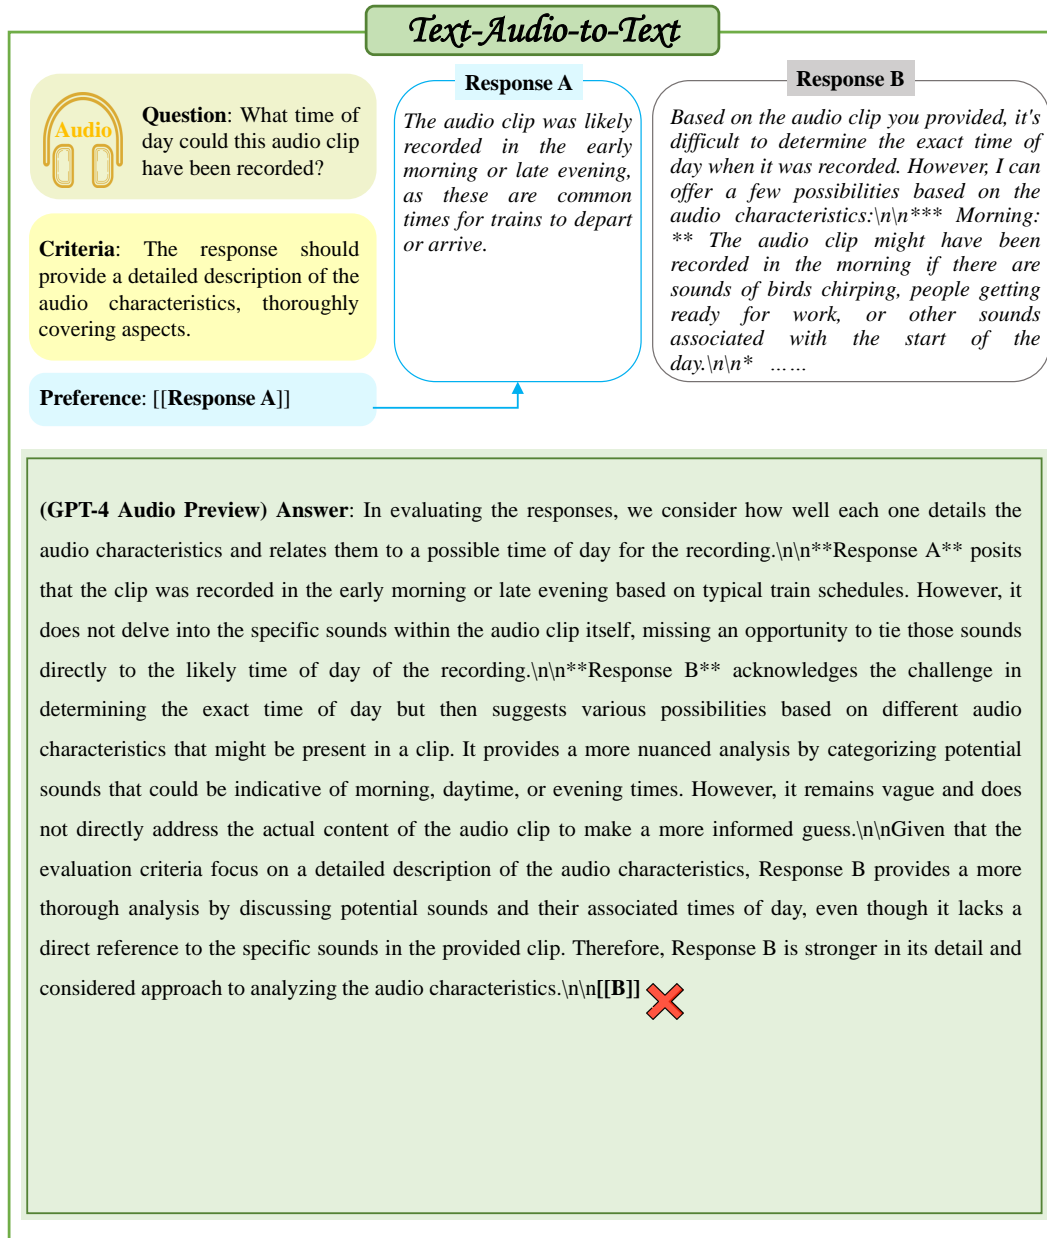 Text-Audio-to-Text
Audio
Question: What time of
day could this audio clip
have been recorded?
Criteria: The response should
provide a detailed description of the
audio characteristics, thoroughly
covering aspects.
Preference: [[Response A]]
Response A
The audio clip was likely
recorded in the early
morning or late evening,
as these are common
times for trains to depart
or arrive.
Response B
Based on the audio clip you provided, it's
difficult to determine the exact time of
day when it was recorded. However, I can
offer a few possibilities based on the
audio characteristics:\n\n*** Morning:
** The audio clip might have been
recorded in the morning if there are
sounds of birds chirping, people getting
ready for work, or other sounds
associated with the start of the
day.\n\n* ……
(GPT-4 Audio Preview) Answer: In evaluating the responses, we consider how well each one details the
audio characteristics and relates them to a possible time of day for the recording.\n\n**Response A** posits
that the clip was recorded in the early morning or late evening based on typical train schedules. However, it
does not delve into the specific sounds within the audio clip itself, missing an opportunity to tie those sounds
directly to the likely time of day of the recording.\n\n**Response B** acknowledges the challenge in
determining the exact time of day but then suggests various possibilities based on different audio
characteristics that might be present in a clip. It provides a more nuanced analysis by categorizing potential
sounds that could be indicative of morning, daytime, or evening times. However, it remains vague and does
not directly address the actual content of the audio clip to make a more informed guess.\n\nGiven that the
evaluation criteria focus on a detailed description of the audio characteristics, Response B provides a more
thorough analysis by discussing potential sounds and their associated times of day, even though it lacks a
direct reference to the specific sounds in the provided clip. Therefore, Response B is stronger in its detail and
considered approach to analyzing the audio characteristics.\n\n[[B]]